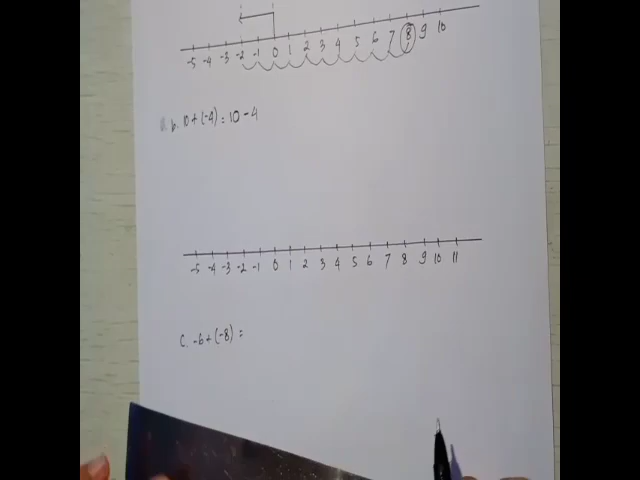 -5 -4 -3 -2 -1 0 1 2 3 4 5 6 7 8 9 10
b. 10 + (-4) = 10 - 4
-5 -4 -3 -2 -1 0 1 2 3 4 5 6 7 8 9 10 11
c. -6 + (-8) =